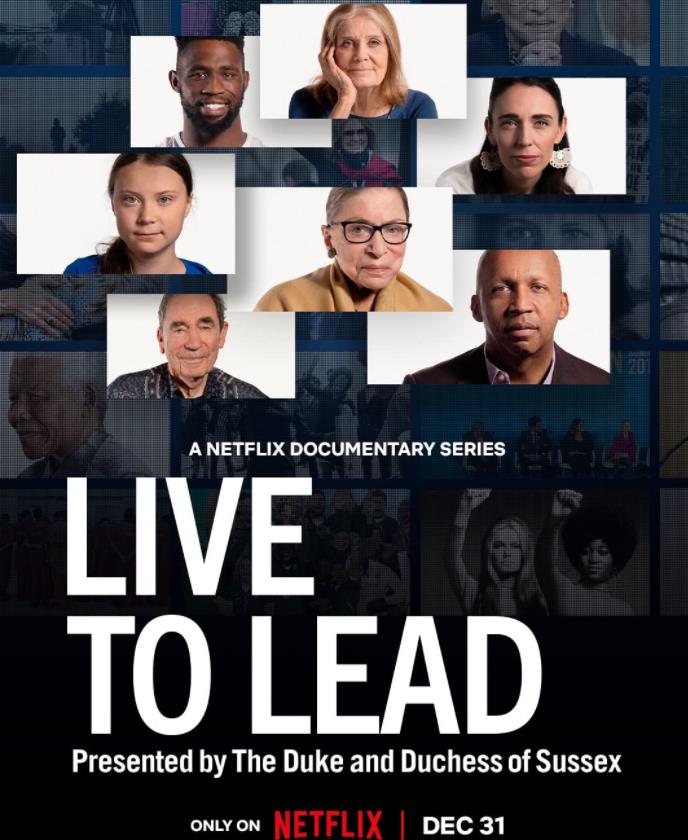 A NETFLIX DOCUMENTARY SERIES
LIVE
TO LEAD
Presented by The Duke and Duchess of Sussex
ONLY ON NETFLIX | DEC 31